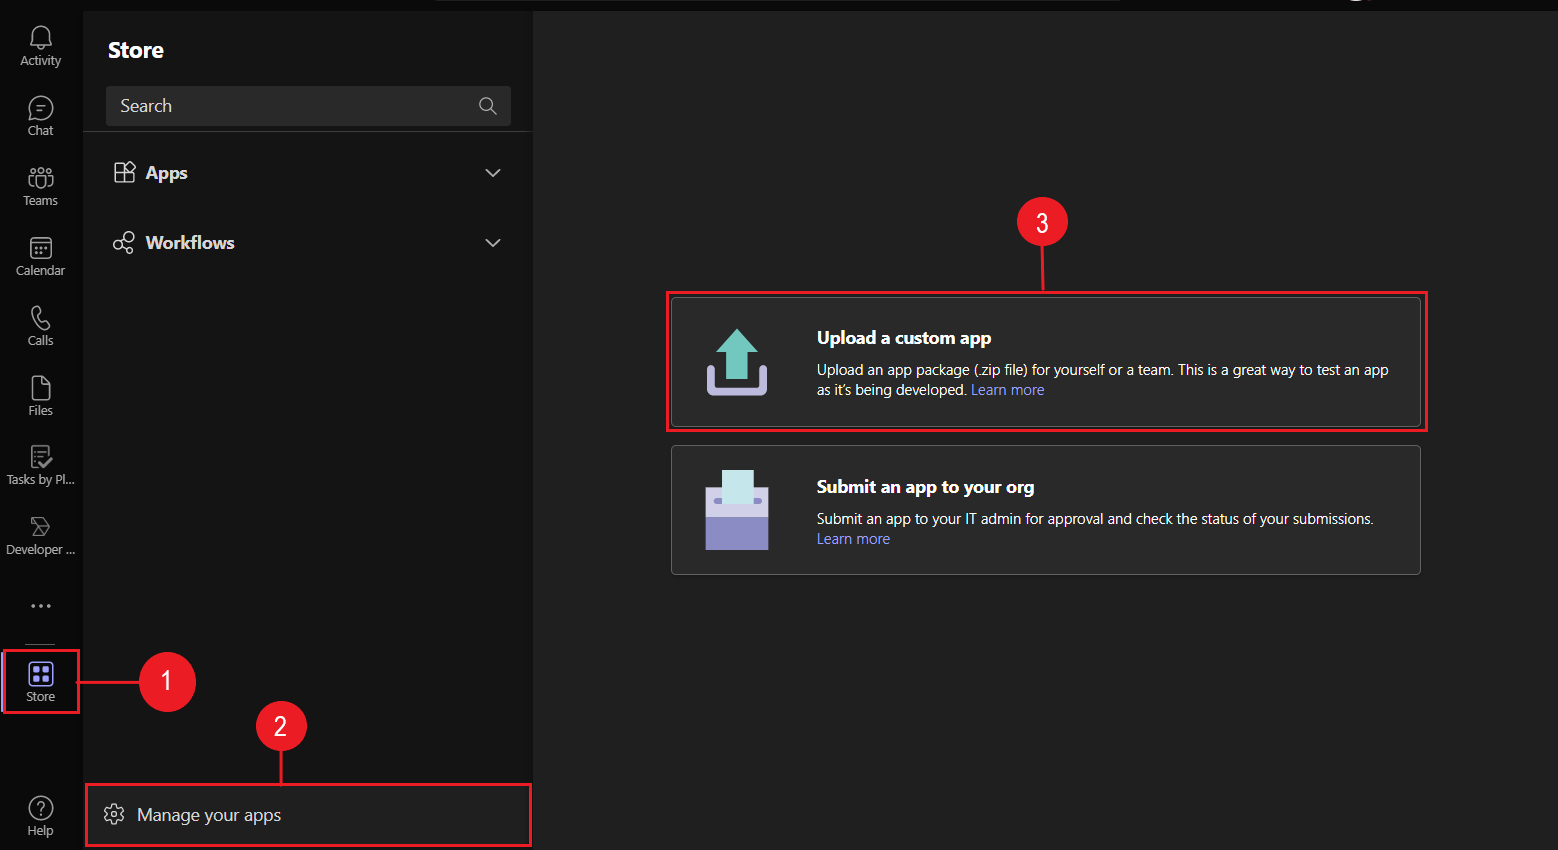 Activity
Chat
Teams
Calendar
Calls
Files
Tasks by Pl...
Developer ...
Store
Help
Store
Search
Apps
Workflows
1
2
Manage your apps
3
Upload a custom app
Upload an app package (.zip file) for yourself or a team. This is a great way to test an app
as it's being developed. Learn more
Submit an app to your org
Submit an app to your IT admin for approval and check the status of your submissions.
Learn more